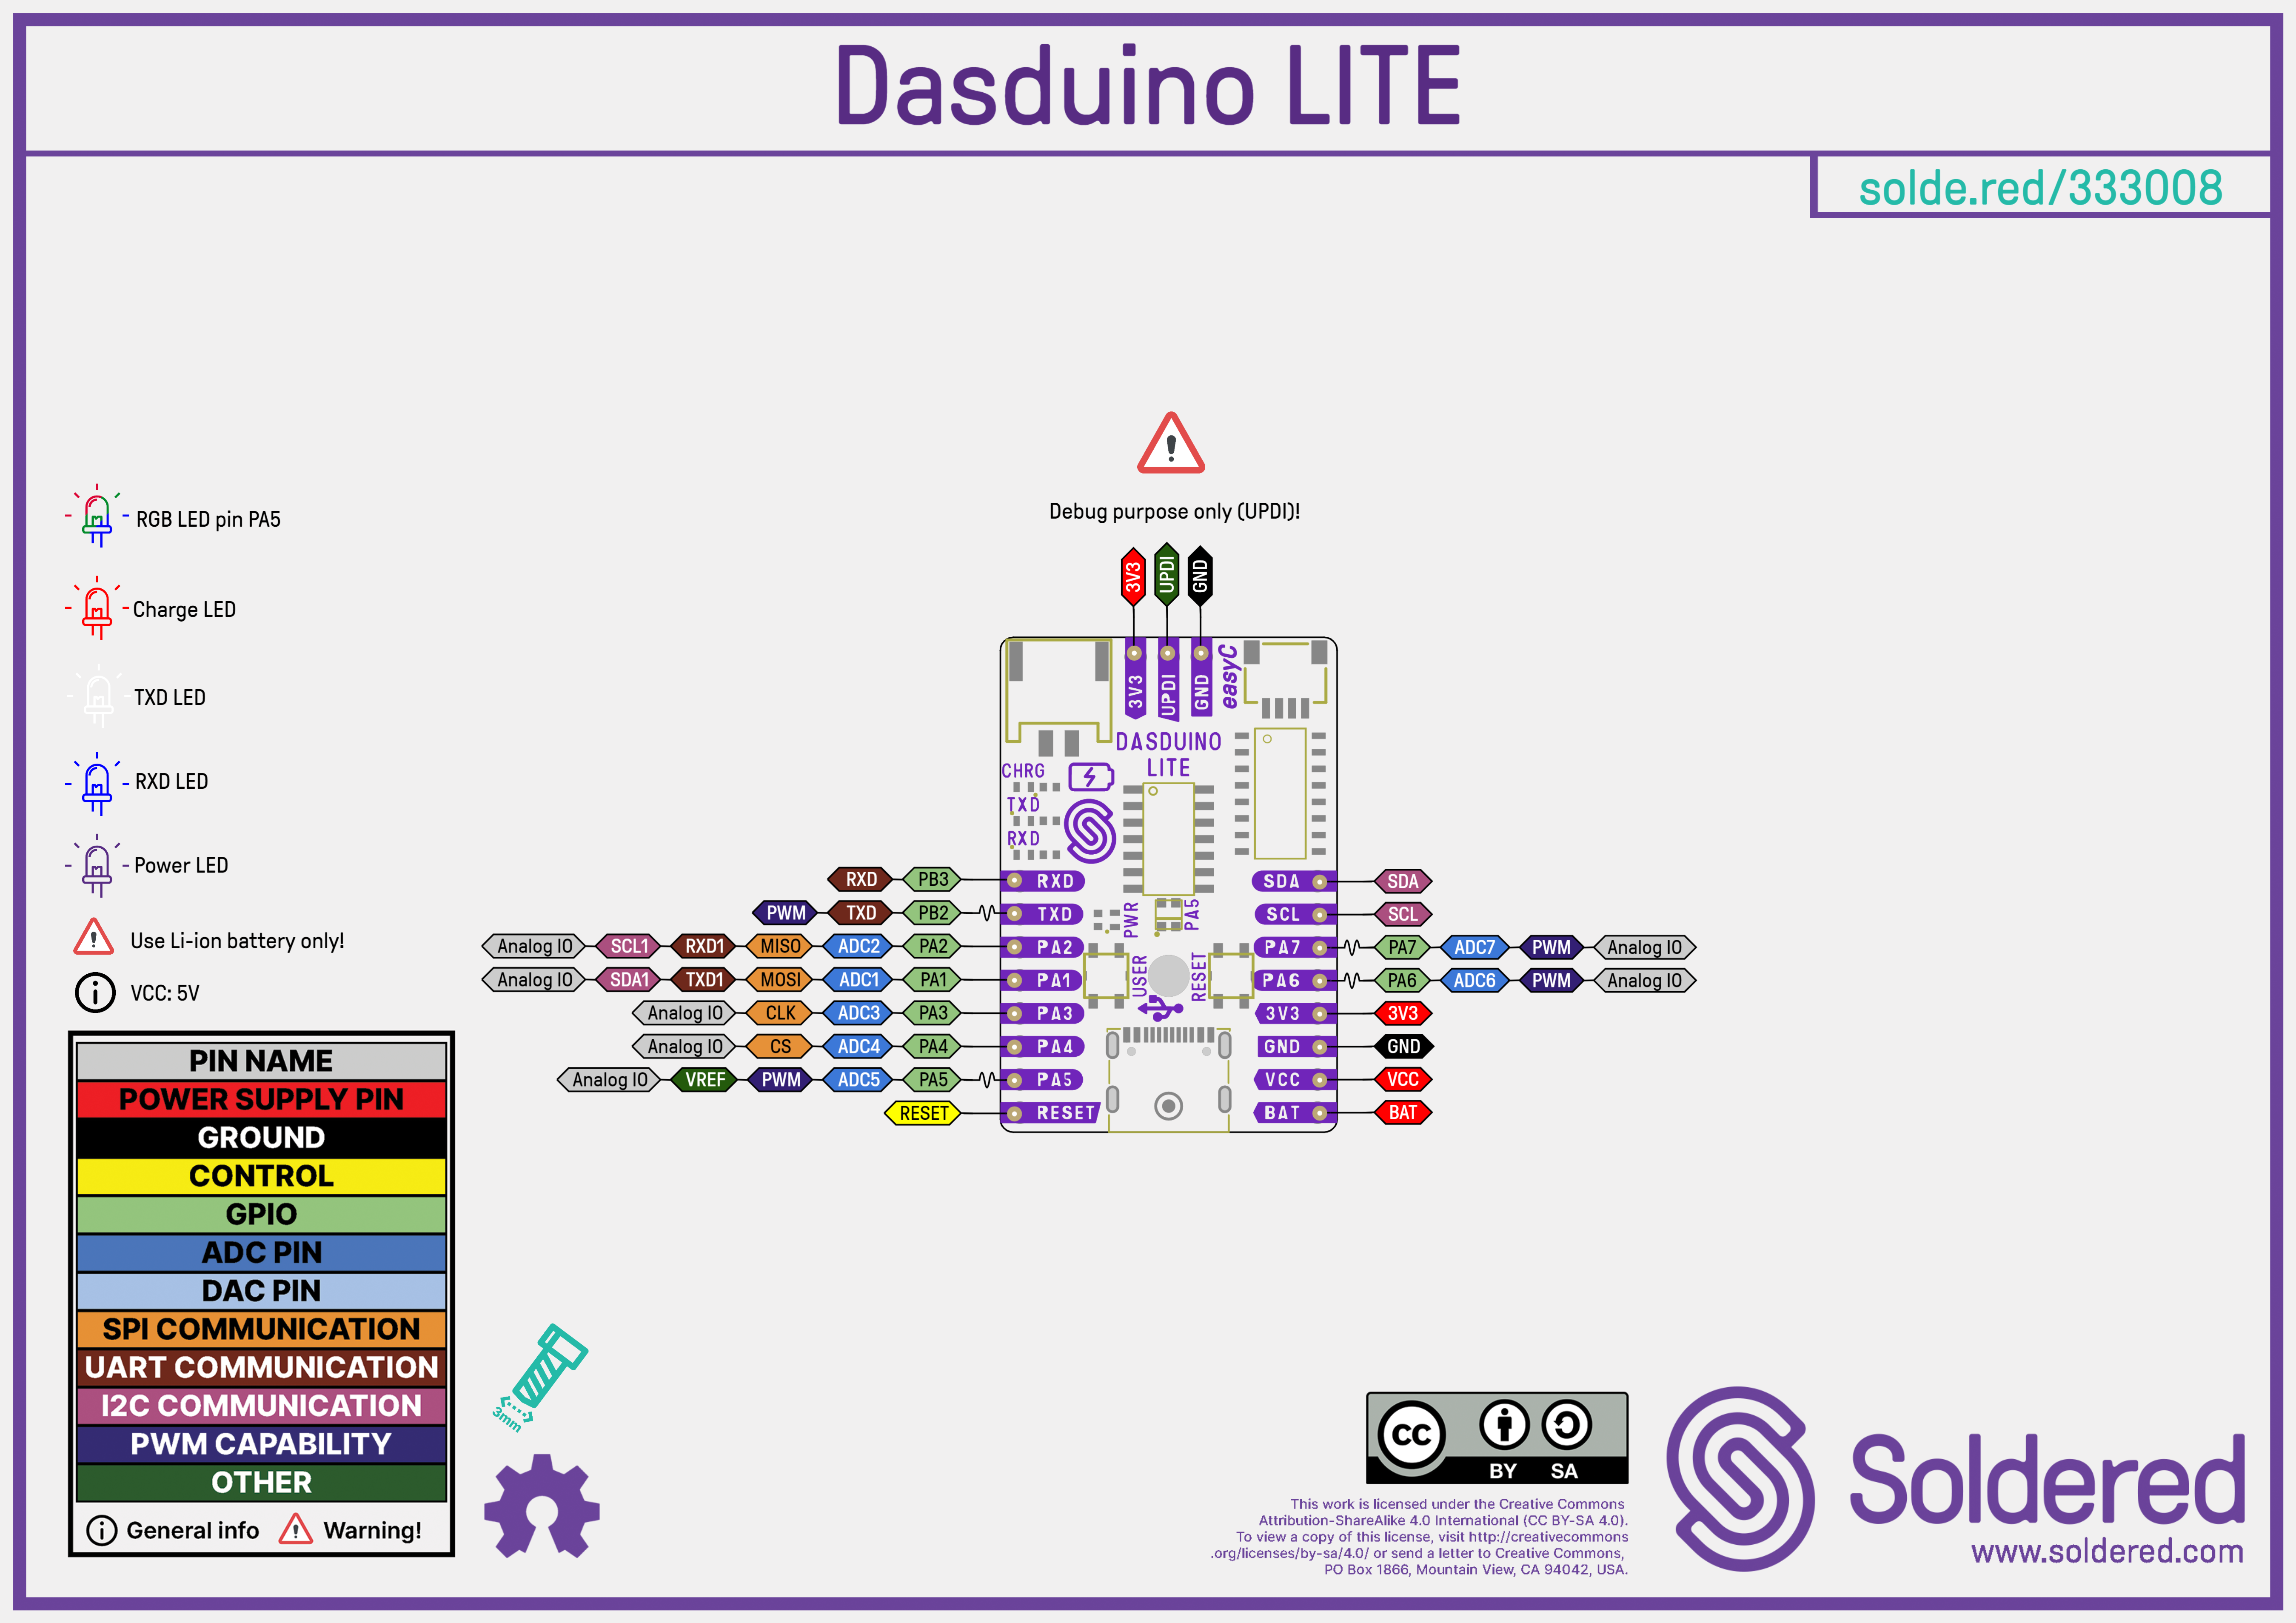 Dasduino LITE
solde.red/333008
Debug purpose only (UPDI)!
3V3
UPDI
GND
RGB LED pin PA5
Charge LED
TXD LED
RXD LED
Power LED
Use Li-ion battery only!
VCC: 5V
3V3
UPDI
GND
easyC
DASDUINO
LITE
CHRG
TXD
RXD
PWR
PA5
USER
RESET
RXD PB3 RXD
PWM TXD PB2 TXD
Analog IO SCL1 RXD1 MISO ADC2 PA2 PA2
Analog IO SDA1 TXD1 MOSI ADC1 PA1 PA1
Analog IO CLK ADC3 PA3 PA3
Analog IO CS ADC4 PA4 PA4
Analog IO VREF PWM ADC5 PA5 PA5
RESET RESET
SDA SDA
SCL SCL
PA7 PA7 ADC7 PWM Analog IO
PA6 PA6 ADC6 PWM Analog IO
3V3 3V3
GND GND
VCC VCC
BAT BAT
PIN NAME
POWER SUPPLY PIN
GROUND
CONTROL
GPIO
ADC PIN
DAC PIN
SPI COMMUNICATION
UART COMMUNICATION
I2C COMMUNICATION
PWM CAPABILITY
OTHER
General info Warning!
3mm
CC BY SA
This work is licensed under the Creative Commons
Attribution-ShareAlike 4.0 International (CC BY-SA 4.0).
To view a copy of this license, visit http://creativecommons
.org/licenses/by-sa/4.0/ or send a letter to Creative Commons,
PO Box 1866, Mountain View, CA 94042, USA.
Soldered
www.soldered.com